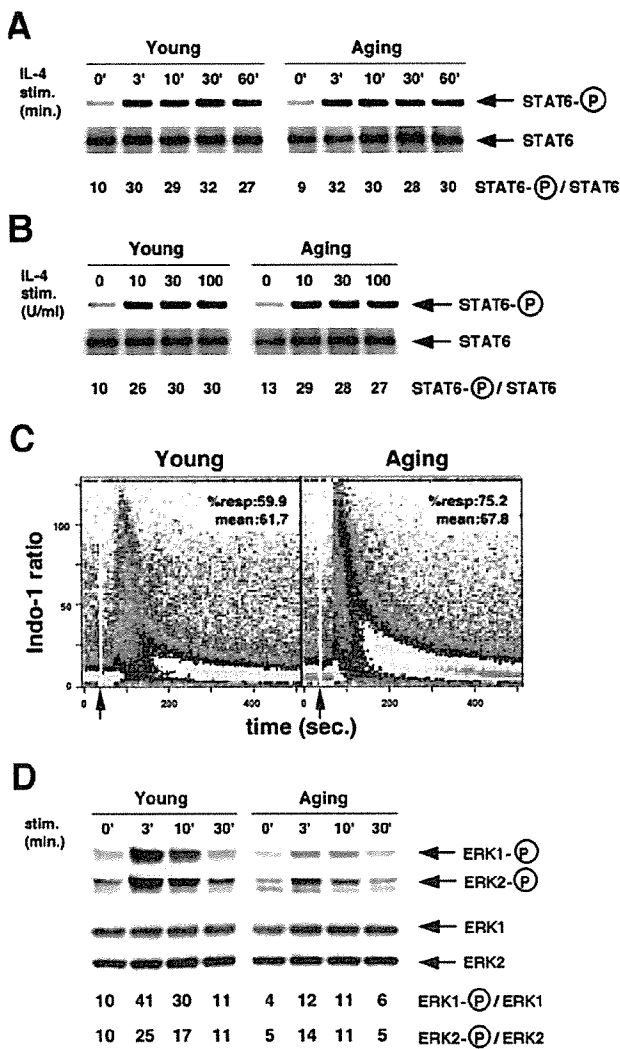 A
Young Aging
IL-4 stim. (min.)
0' 3' 10' 30' 60' 0' 3' 10' 30' 60'
STAT6-P
STAT6
10 30 29 32 27 9 32 30 28 30 STAT6-P / STAT6
B
Young Aging
IL-4 stim. (U/ml)
0 10 30 100 0 10 30 100
STAT6-P
STAT6
10 26 30 30 13 29 28 27 STAT6-P / STAT6
C
Young Aging
%resp:59.9 %resp:75.2
mean:61.7 mean:67.8
Indo-1 ratio
100
50
0
0 200 400 0 200 400
time (sec.)
D
Young Aging
stim. (min.)
0' 3' 10' 30' 0' 3' 10' 30'
ERK1-P
ERK2-P
ERK1
ERK2
10 41 30 11 4 12 11 6 ERK1-P / ERK1
10 25 17 11 5 14 11 5 ERK2-P / ERK2